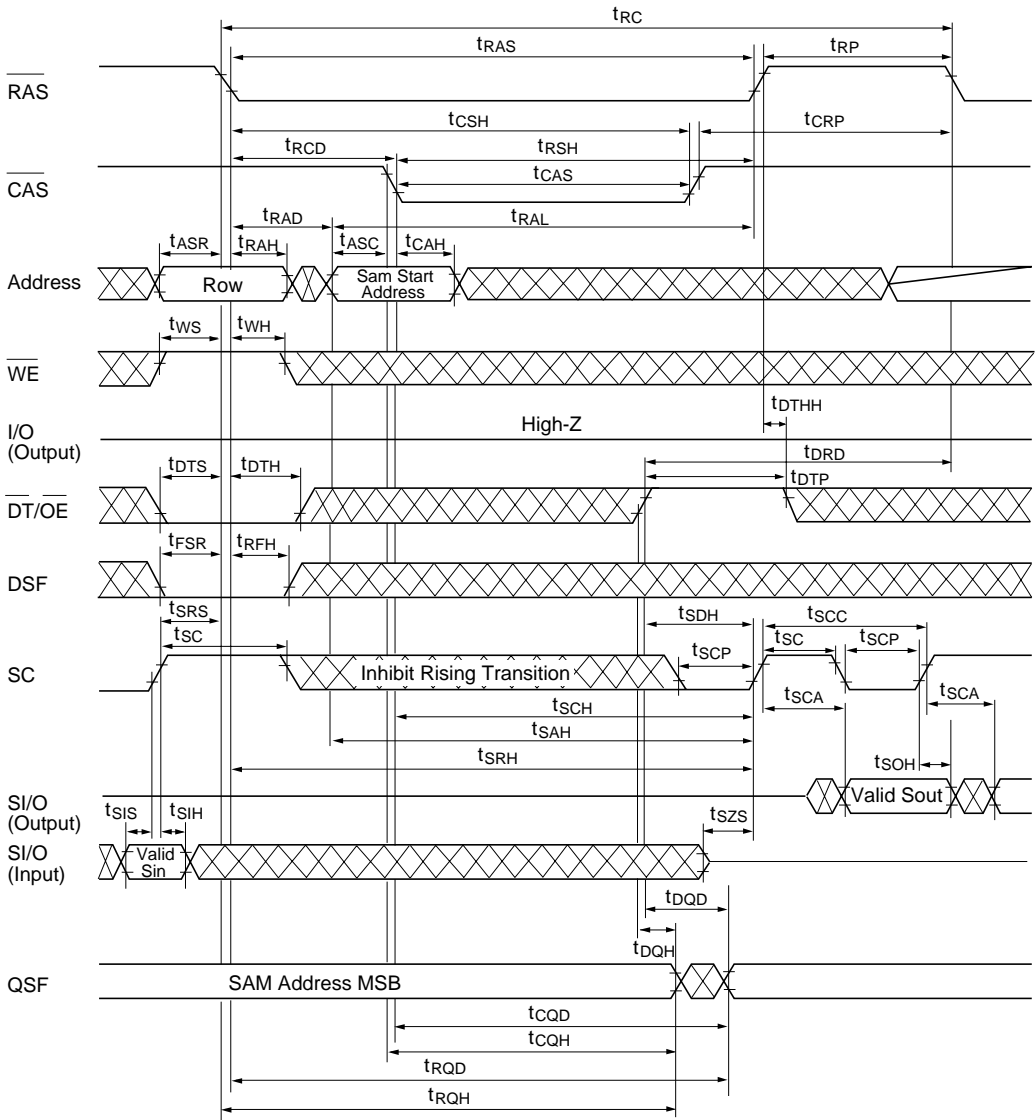 tRC
tRAS
tRP
RAS
tCSH
tCRP
tRCD
tRSH
CAS
tCAS
tRAD
tRAL
tASR
tRAH
tASC
tCAH
Address
Row
Sam Start
Address
tWS
tWH
WE
tDTHH
I/O
(Output)
High-Z
tDRD
tDTS
tDTH
tDTP
DT/OE
tFSR
tRFH
DSF
tSRS
tSDH
tSCC
tSC
tSC
tSCP
tSCP
SC
Inhibit Rising Transition
tSCH
tSCA
tSCA
tSAH
tSRH
tSOH
SI/O
(Output)
Valid Sout
tSIS
tSIH
tSZS
SI/O
(Input)
Valid
Sin
tDQD
tDQH
QSF
SAM Address MSB
tCQD
tCQH
tRQD
tRQH